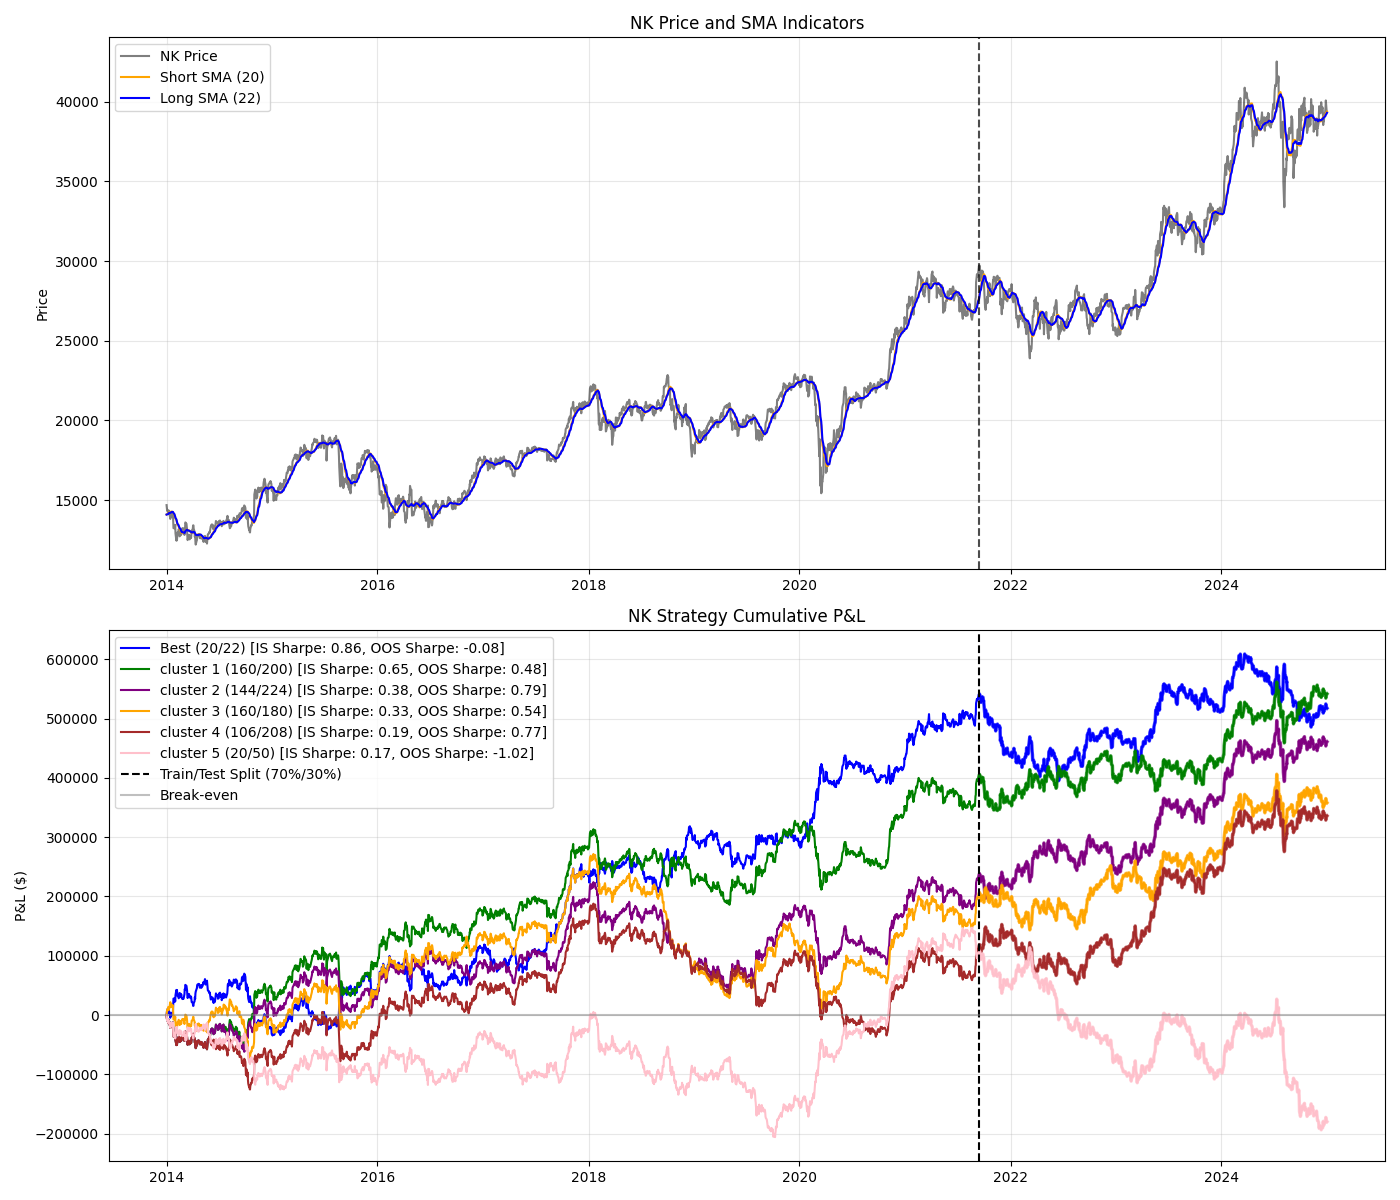 NK Price and SMA Indicators
NK Price
Short SMA (20)
Long SMA (22)
40000
35000
30000
25000
20000
15000
Price
2014 2016 2018 2020 2022 2024
NK Strategy Cumulative P&L
Best (20/22) [IS Sharpe: 0.86, OOS Sharpe: -0.08]
cluster 1 (160/200) [IS Sharpe: 0.65, OOS Sharpe: 0.48]
cluster 2 (144/224) [IS Sharpe: 0.38, OOS Sharpe: 0.79]
cluster 3 (160/180) [IS Sharpe: 0.33, OOS Sharpe: 0.54]
cluster 4 (106/208) [IS Sharpe: 0.19, OOS Sharpe: 0.77]
cluster 5 (20/50) [IS Sharpe: 0.17, OOS Sharpe: -1.02]
Train/Test Split (70%/30%)
Break-even
600000
500000
400000
300000
200000
100000
0
−100000
−200000
P&L ($)
2014 2016 2018 2020 2022 2024